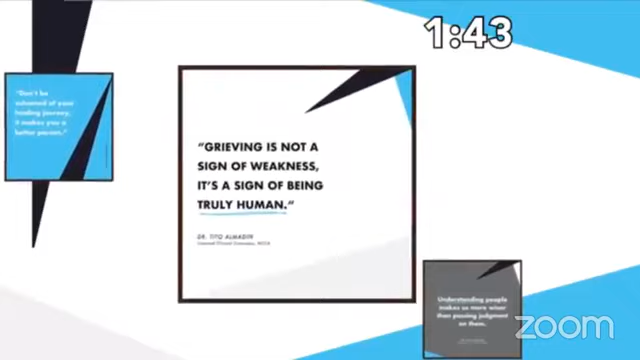 1:43
"Don't be
ashamed of your
healing journey,
it makes you a
better person."
"GRIEVING IS NOT A
SIGN OF WEAKNESS,
IT'S A SIGN OF BEING
TRULY HUMAN."
DR. TITO ALMADIN
Understanding people
makes us more wiser
than passing judgment
on them.
zoom